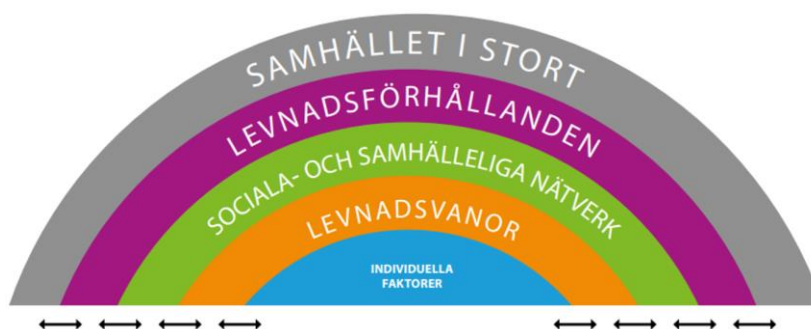 SAMHÄLLET I STORT
LEVNADSFÖRHÅLLANDEN
SOCIALA- OCH SAMHÄLLELIGA NÄTVERK
LEVNADSVANOR
INDIVIDUELLA
FAKTORER